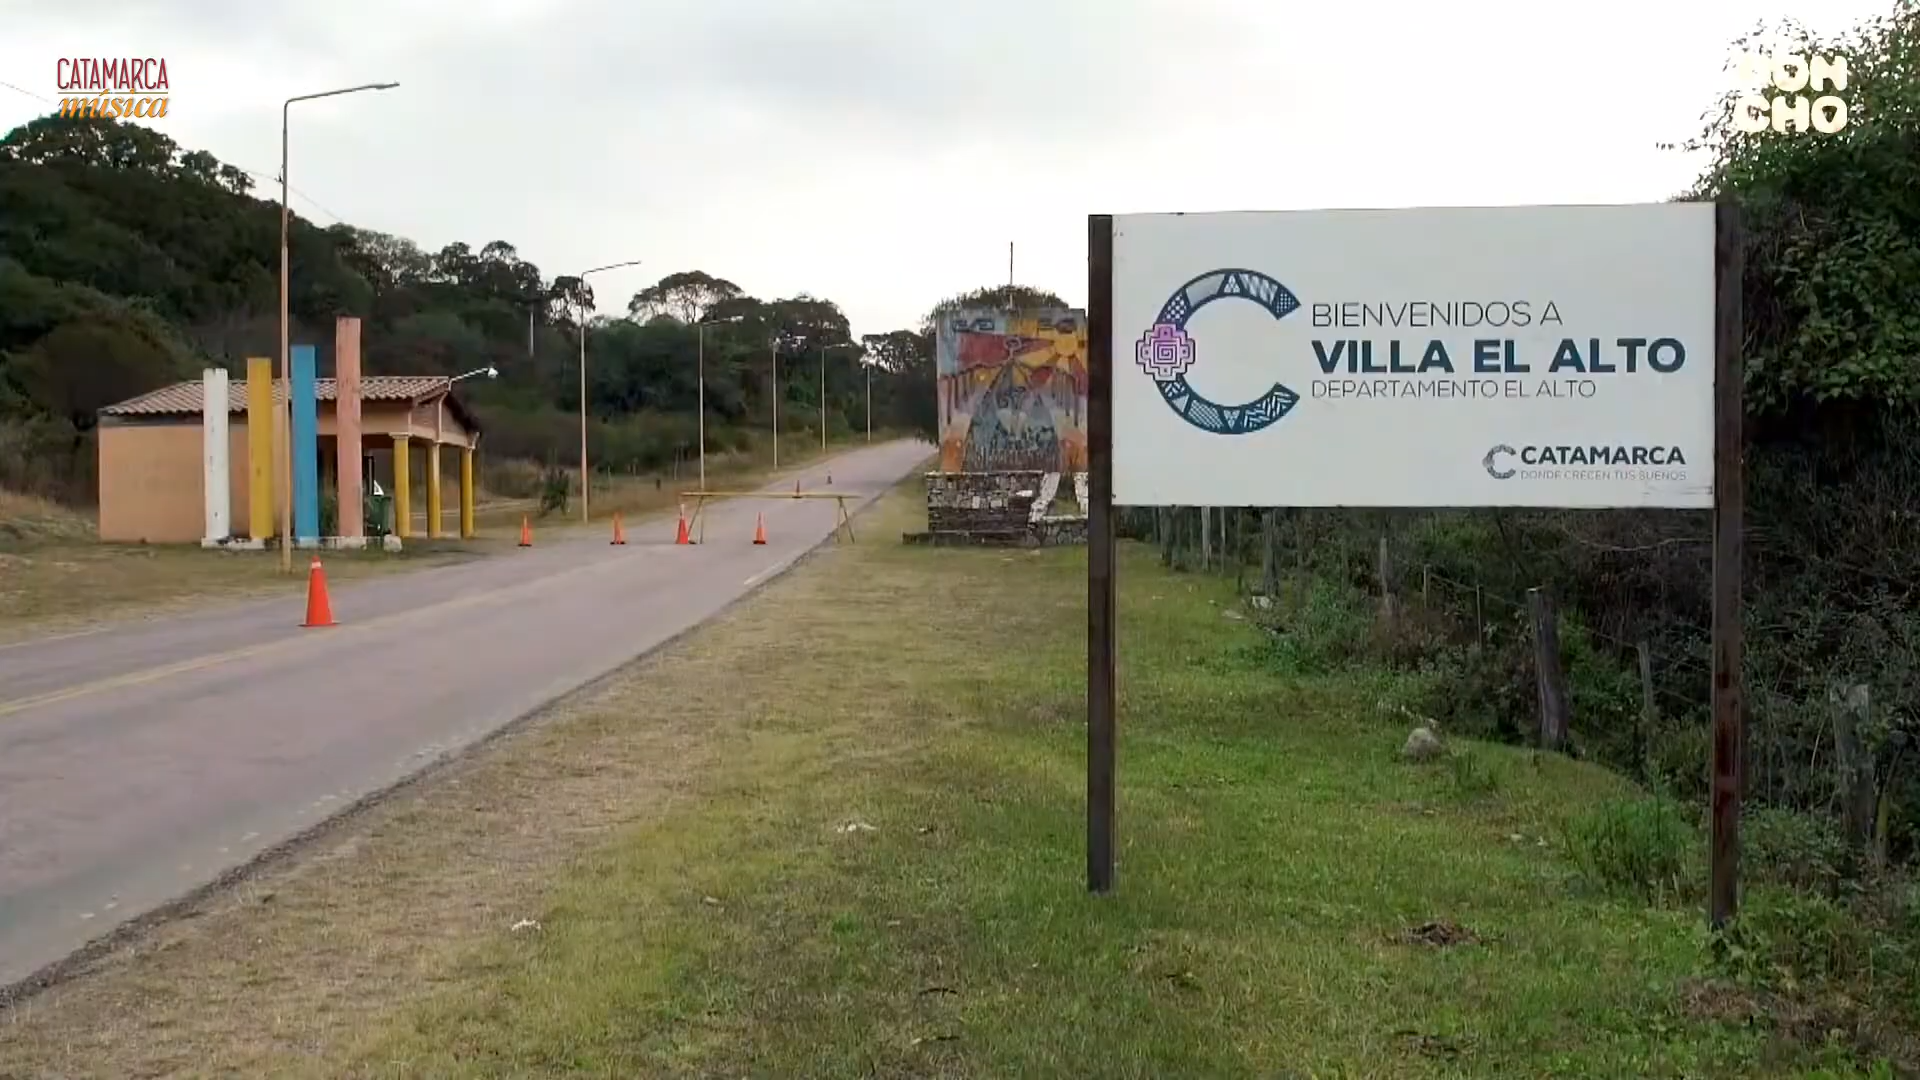 CATAMARCA
música
PON
CHO
BIENVENIDOS A
VILLA EL ALTO
DEPARTAMENTO EL ALTO
CATAMARCA
DONDE CRECEN TUS SUEÑOS